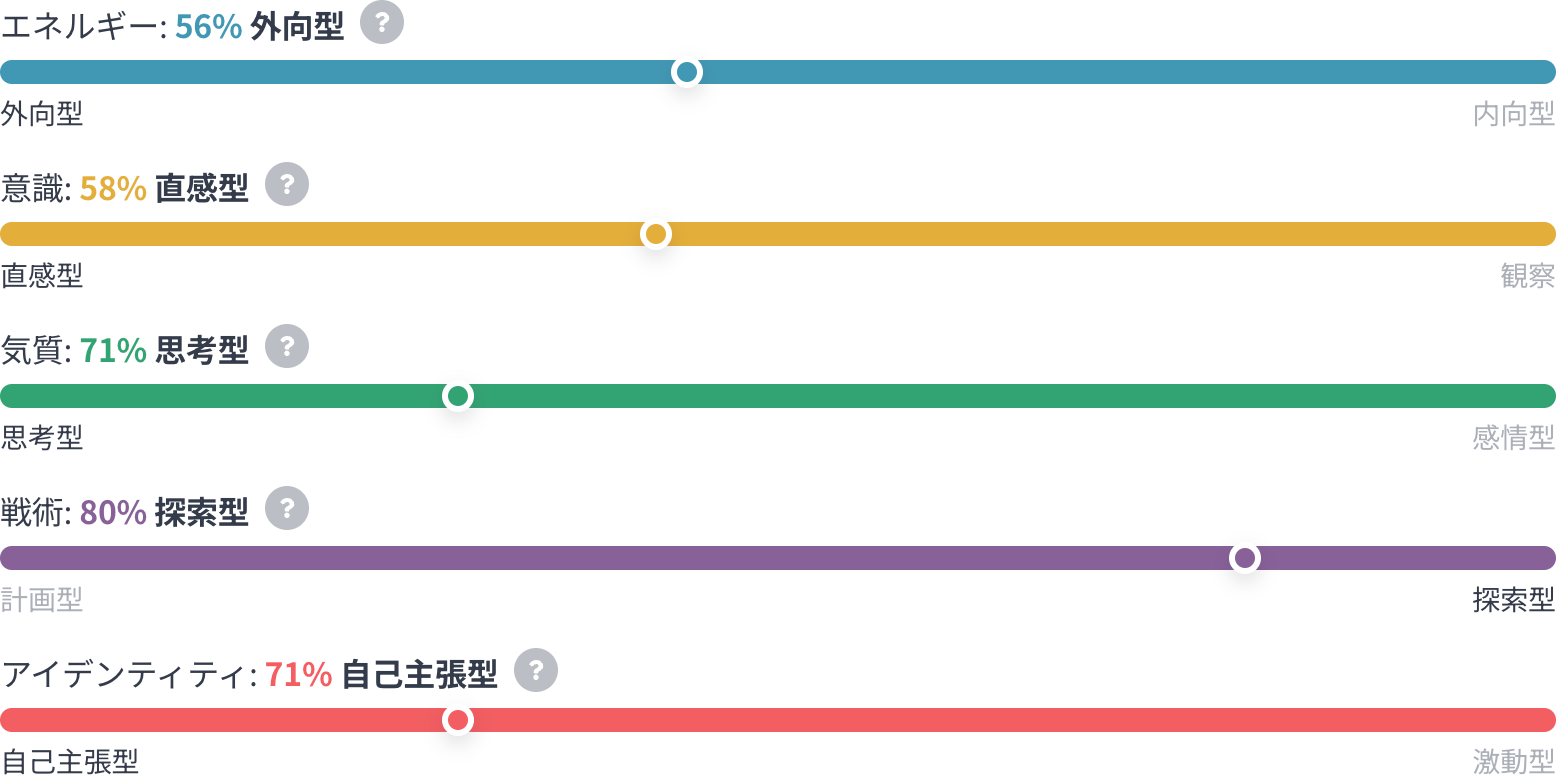 エネルギー: 56% 外向型 ?
外向型 内向型
意識: 58% 直感型 ?
直感型 観察
気質: 71% 思考型 ?
思考型 感情型
戦術: 80% 探索型 ?
計画型 探索型
アイデンティティ: 71% 自己主張型 ?
自己主張型 激動型